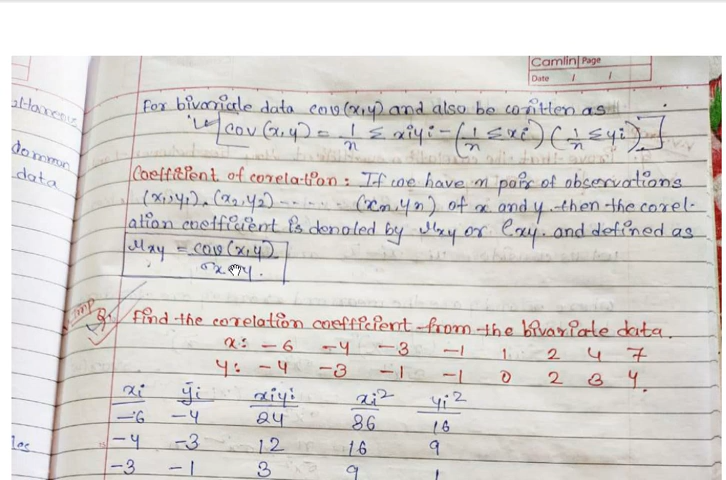 Camlin Page
Date / /
For bivariate data cov(x,y) and also be written as
cov(x,y) = 1/n ≤ xiyi - (1/n ≤ xi) (1/n ≤ yi)
Coefficient of corelation: If we have n pair of observations
(x1,y1), (x2,y2) ------- (xn,yn) of x and y then the corel-
ation coefficient is denoted by rxy or ρxy. and defined as
rxy = cov(x,y) / σx σy.
Imp
Q. Find the corelation coefficient from the bivariate data.
x: -6 -4 -3 -1 1 2 4 7
y: -4 -3 -1 -1 0 2 3 4.
xi yi xiyi xi² yi²
-6 -4 24 36 16
-4 -3 12 16 9
-3 -1 3 9 1
data